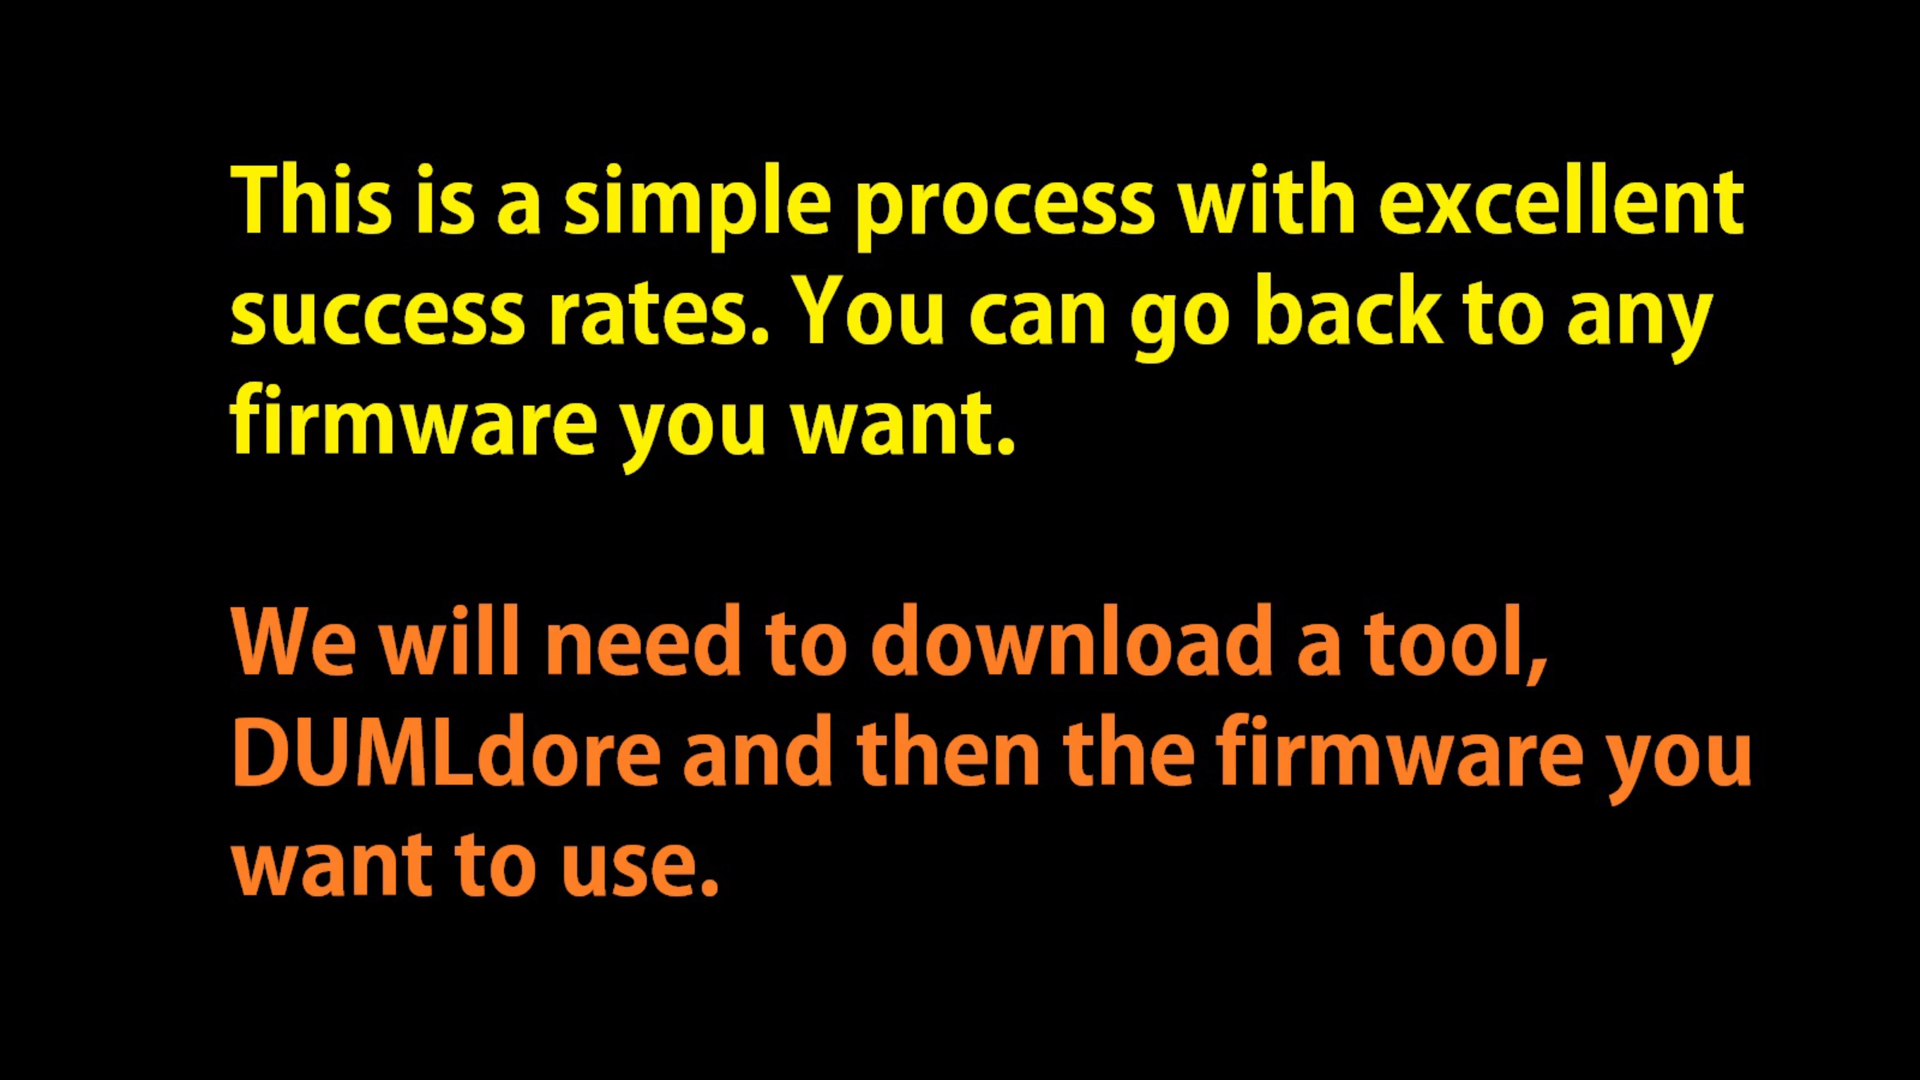 This is a simple process with excellent
success rates. You can go back to any
firmware you want.
We will need to download a tool,
DUMLdore and then the firmware you
want to use.